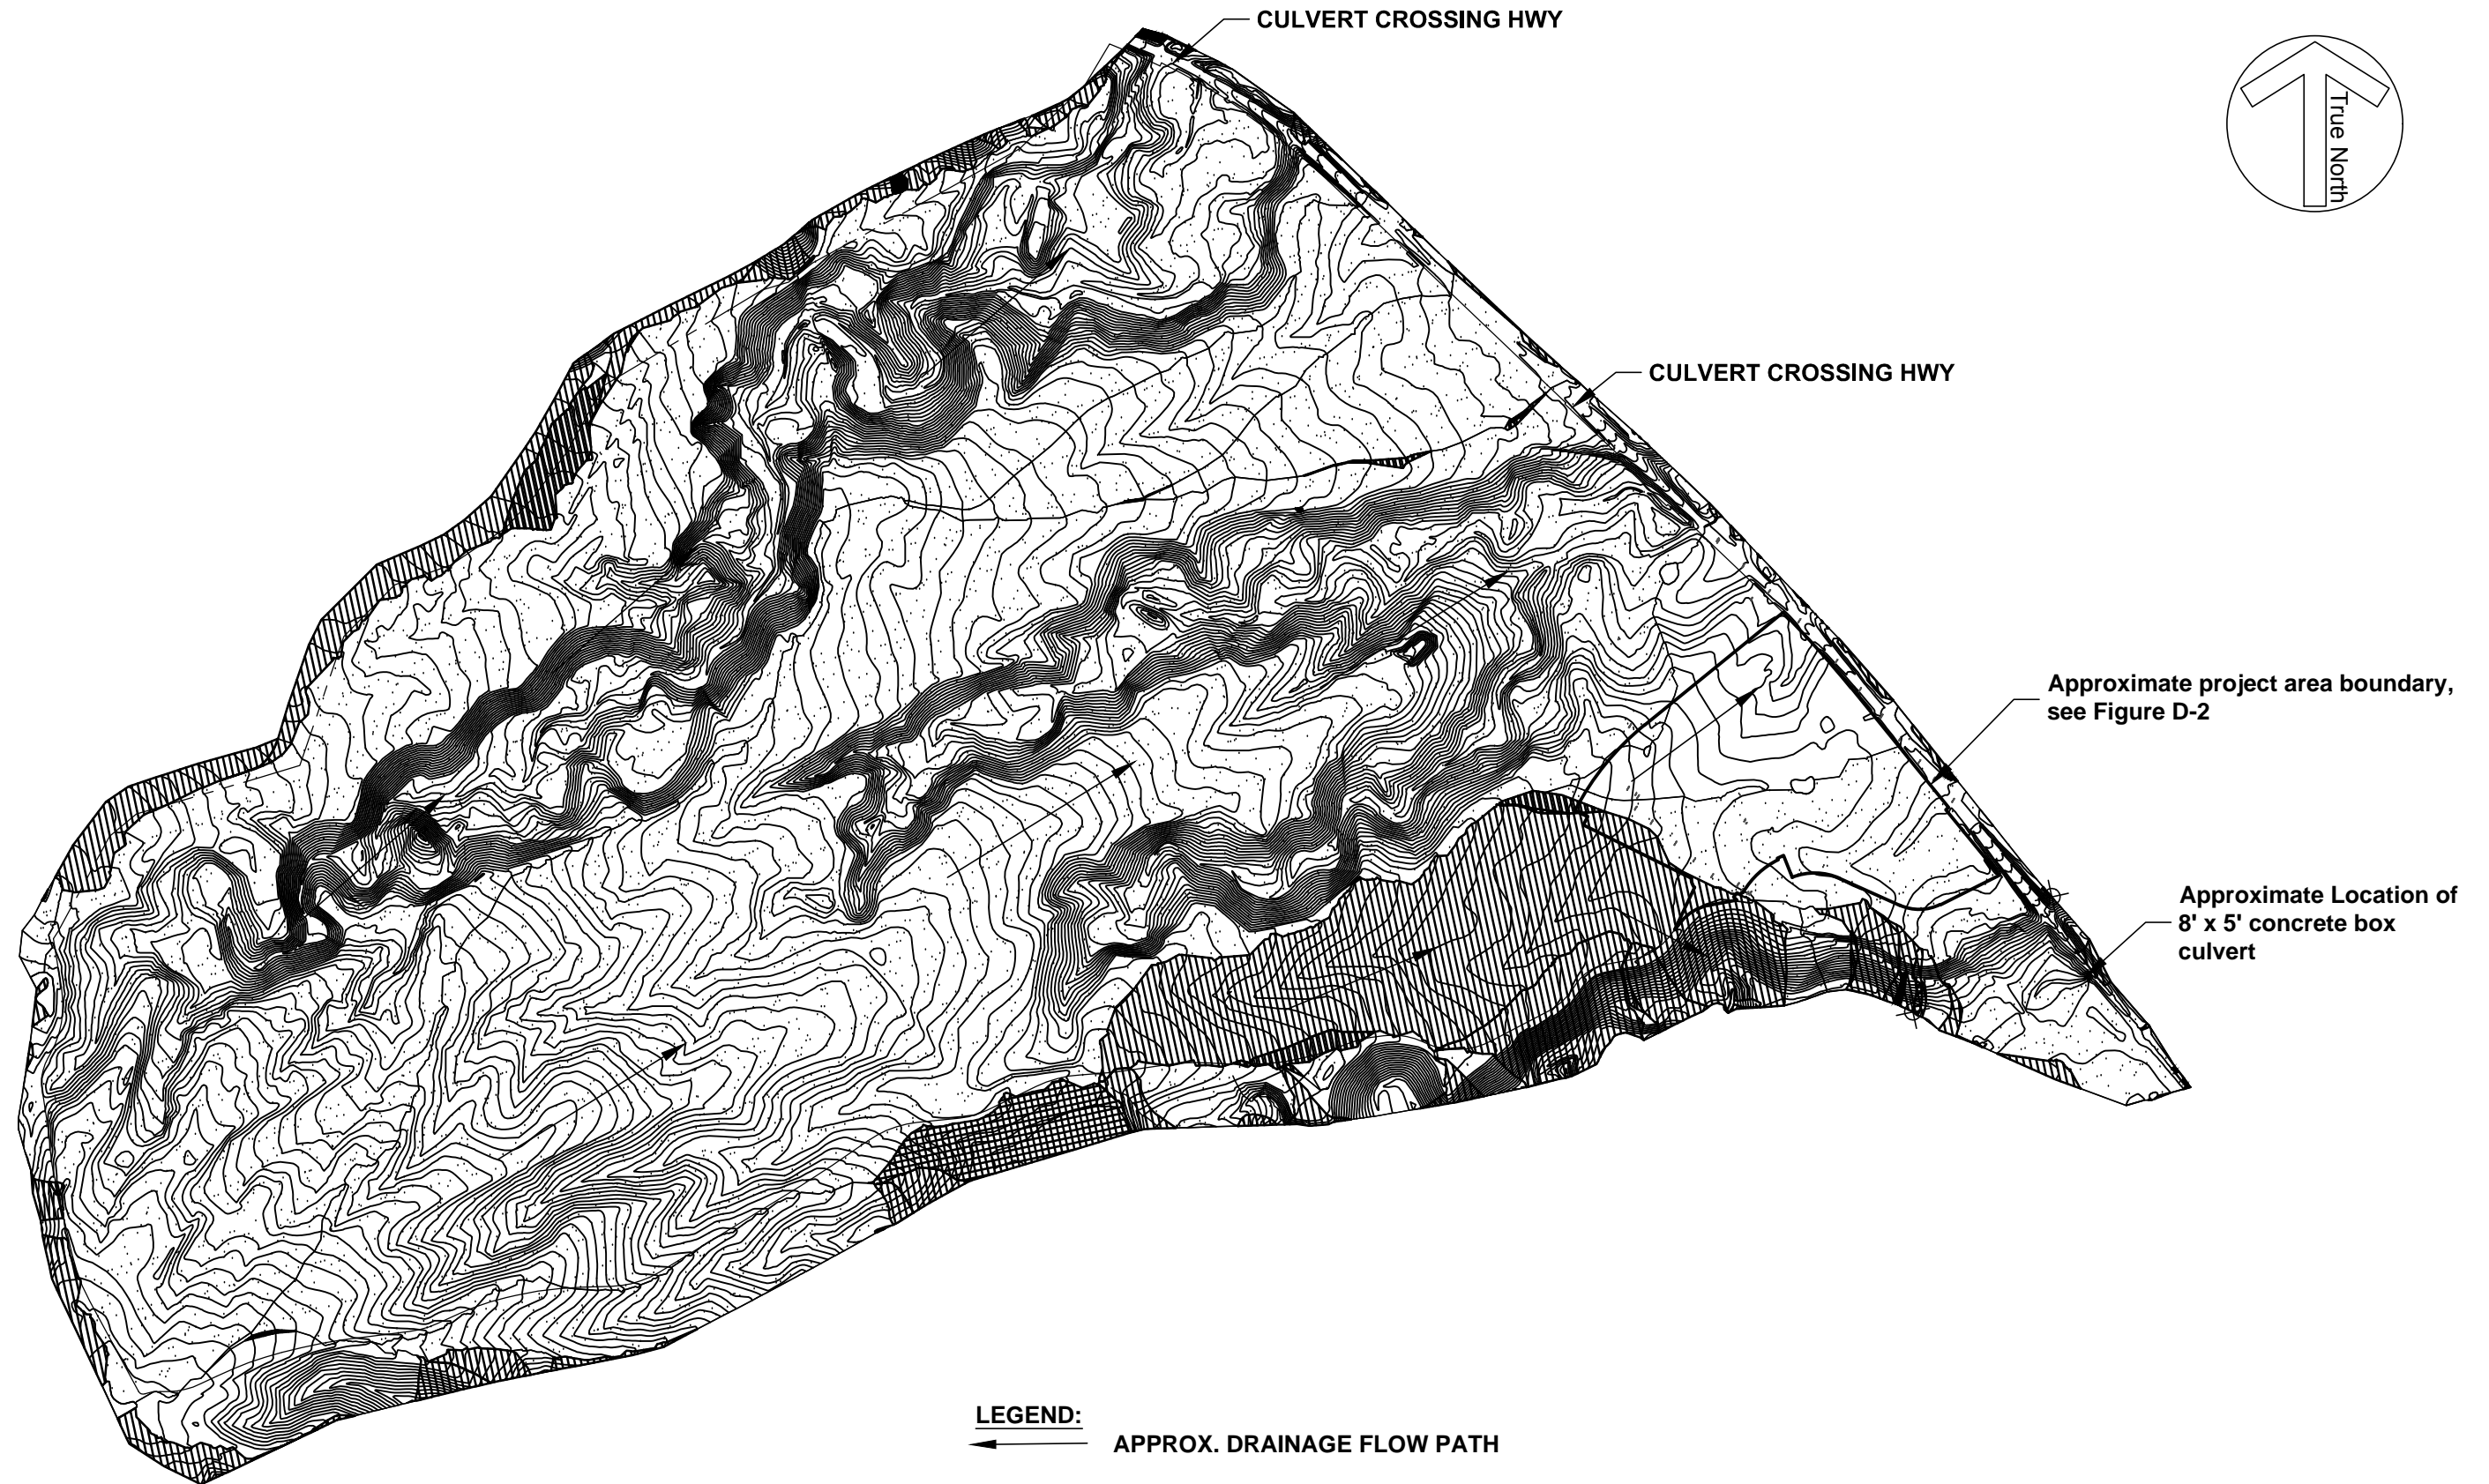 CULVERT CROSSING HWY
True North
CULVERT CROSSING HWY
Approximate project area boundary,
see Figure D-2
Approximate Location of
8' x 5' concrete box
culvert
LEGEND:
APPROX. DRAINAGE FLOW PATH